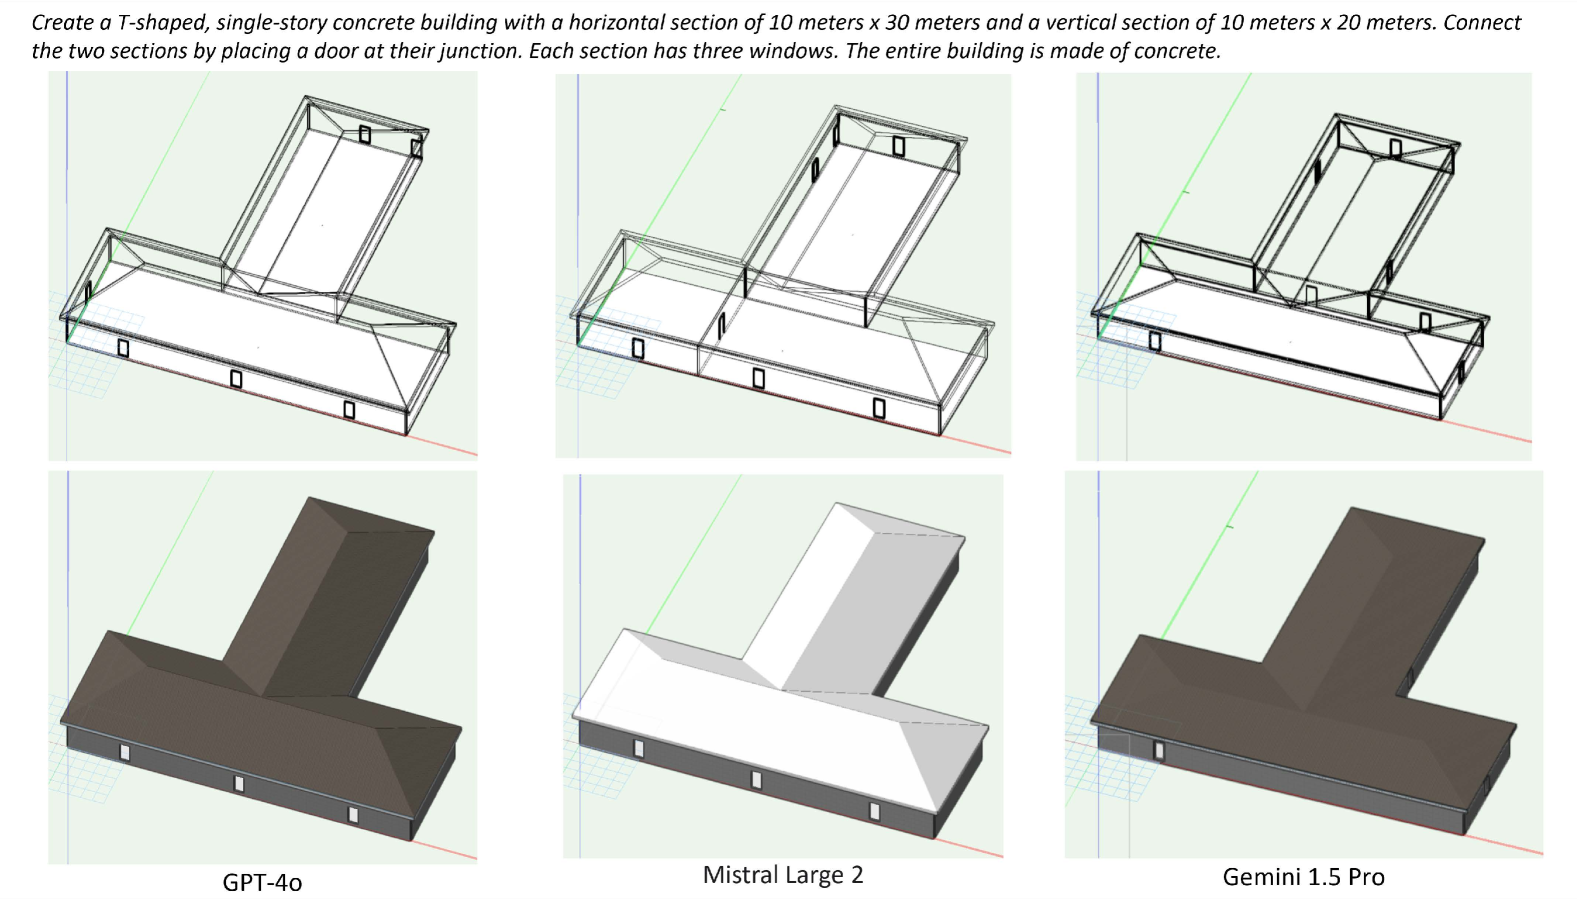 Create a T-shaped, single-story concrete building with a horizontal section of 10 meters x 30 meters and a vertical section of 10 meters x 20 meters. Connect
the two sections by placing a door at their junction. Each section has three windows. The entire building is made of concrete.
GPT-4o
Mistral Large 2
Gemini 1.5 Pro